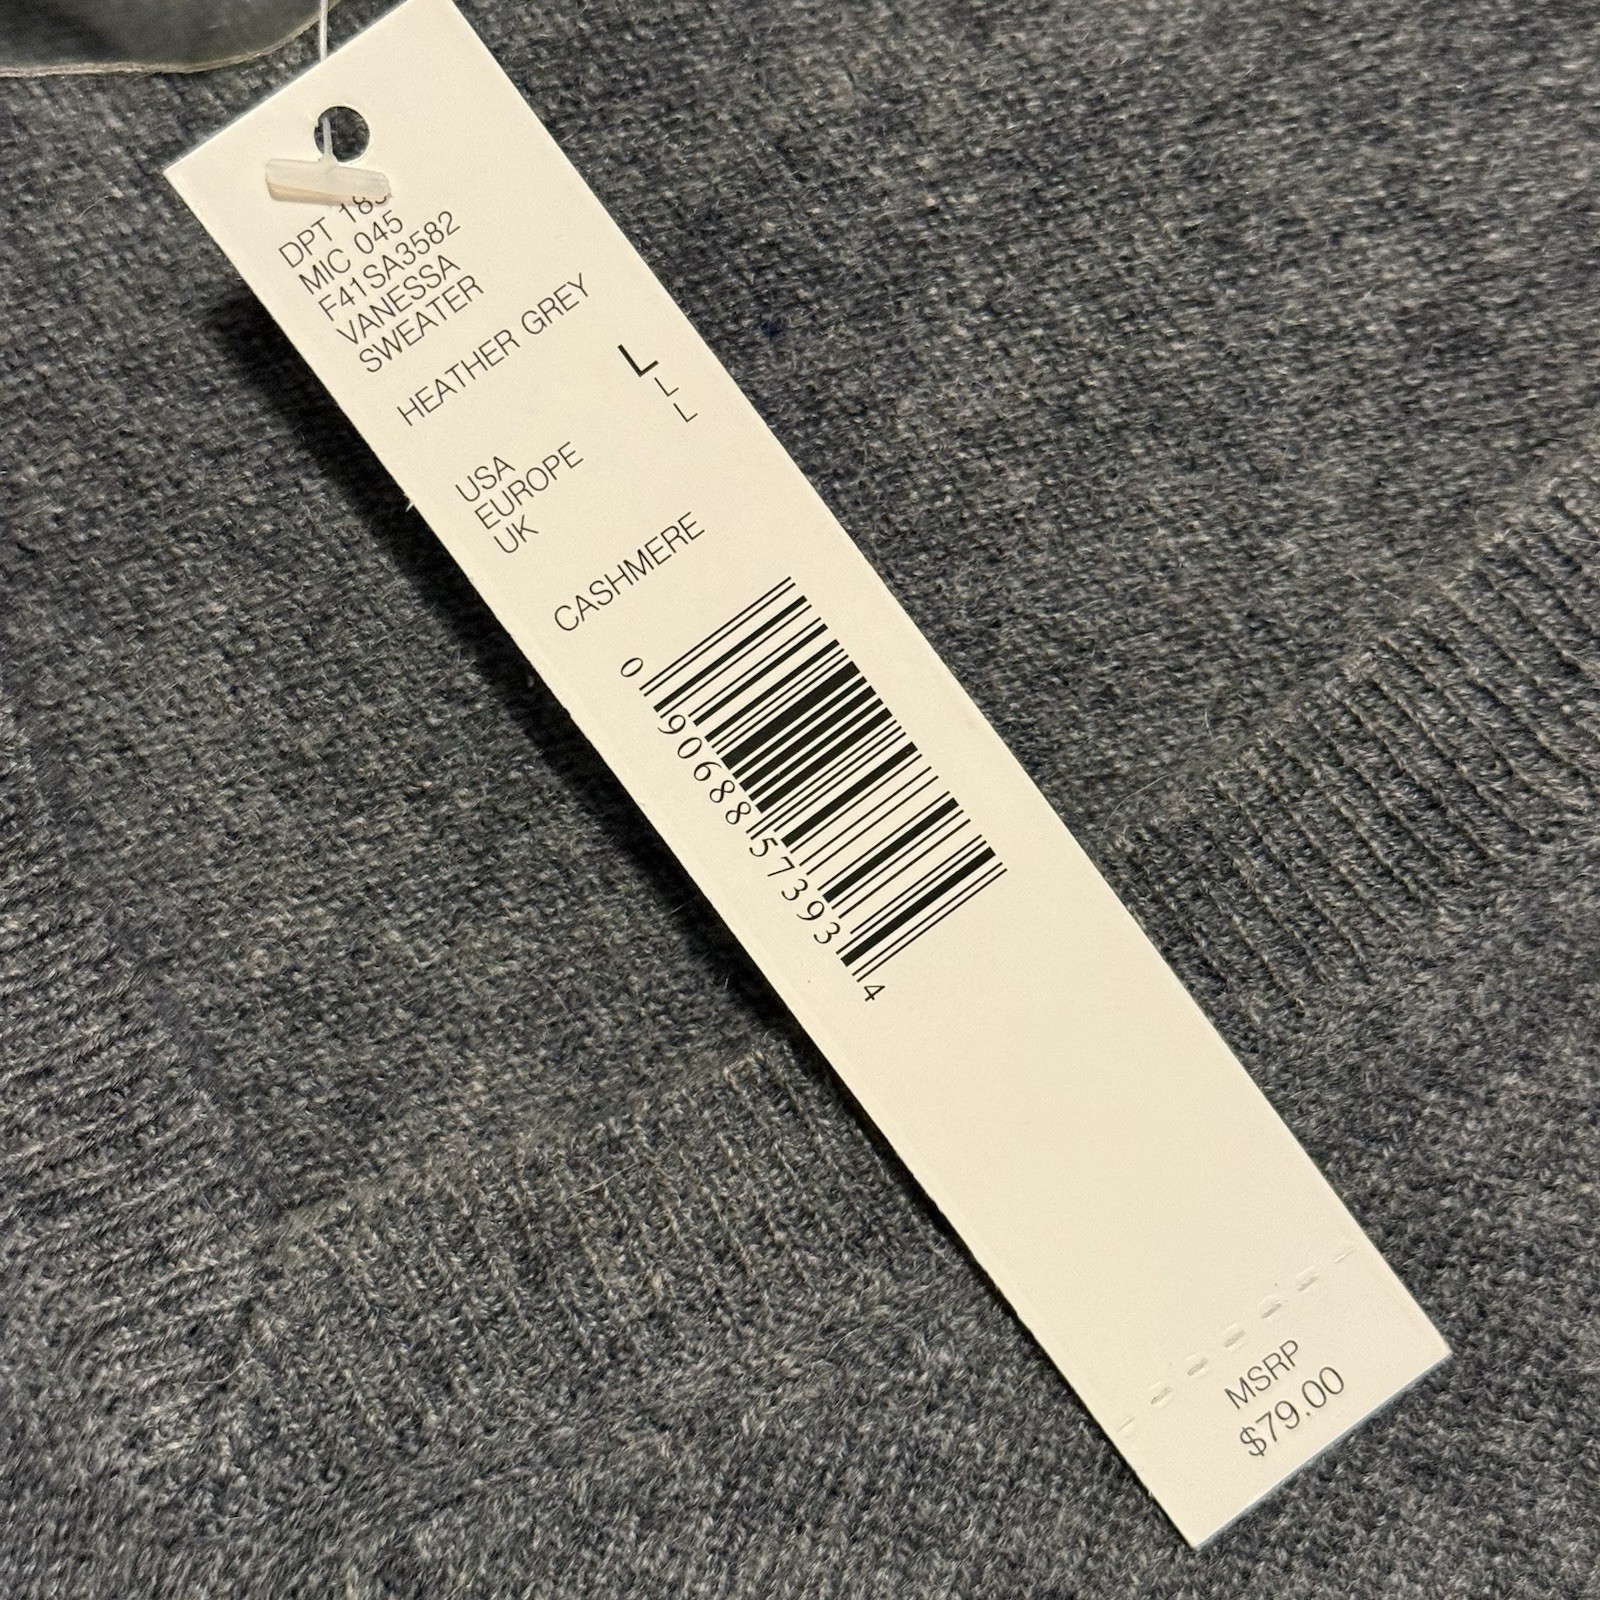 DPT
MIC 045
F41SA3582
VANESSA
SWEATER
HEATHER GREY
USA L
EUROPE L
UK L
CASHMERE
0 90688 57393 4
MSRP
$79.00